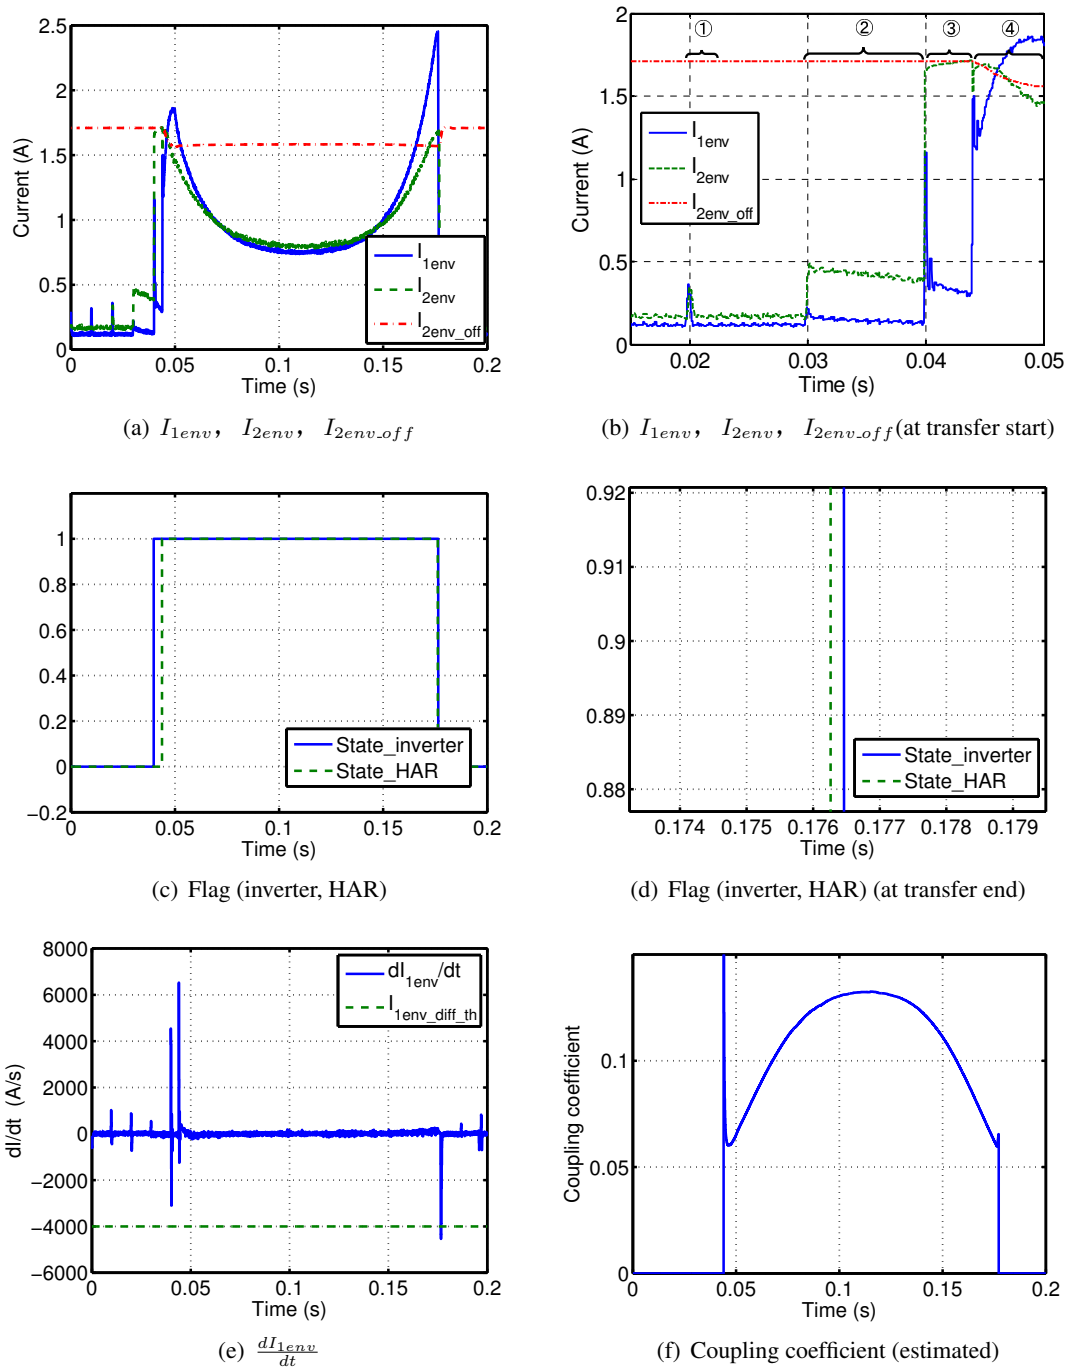 2.5
2
1.5
1
0.5
0
Current (A)
0
0.05
0.1
0.15
0.2
Time (s)
I1env
I2env
I2env_off
(a) I1env, I2env, I2env_off
2
1.5
1
0.5
0
Current (A)
① ② ③ ④
I1env
I2env
I2env_off
0.02
0.03
0.04
0.05
Time (s)
(b) I1env, I2env, I2env_off(at transfer start)
1
0.8
0.6
0.4
0.2
0
−0.2
State_inverter
State_HAR
0
0.05
0.1
0.15
0.2
Time (s)
(c) Flag (inverter, HAR)
0.92
0.91
0.9
0.89
0.88
State_inverter
State_HAR
0.174
0.175
0.176
0.177
0.178
0.179
Time (s)
(d) Flag (inverter, HAR) (at transfer end)
8000
6000
4000
2000
0
−2000
−4000
−6000
dI/dt (A/s)
dI1env/dt
I1env_diff_th
0
0.05
0.1
0.15
0.2
Time (s)
(e) dI1env/dt
0.1
0.05
0
Coupling coefficient
0.05
0.1
0.15
0.2
Time (s)
(f) Coupling coefficient (estimated)